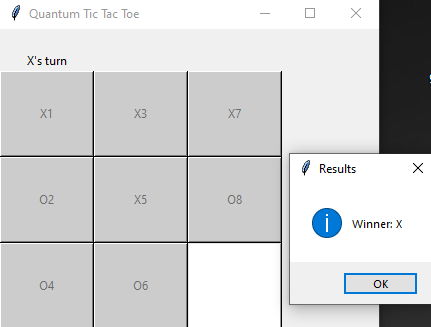 Quantum Tic Tac Toe
X's turn
X1 X3 X7
O2 X5 O8
O4 O6
Results
Winner: X
OK